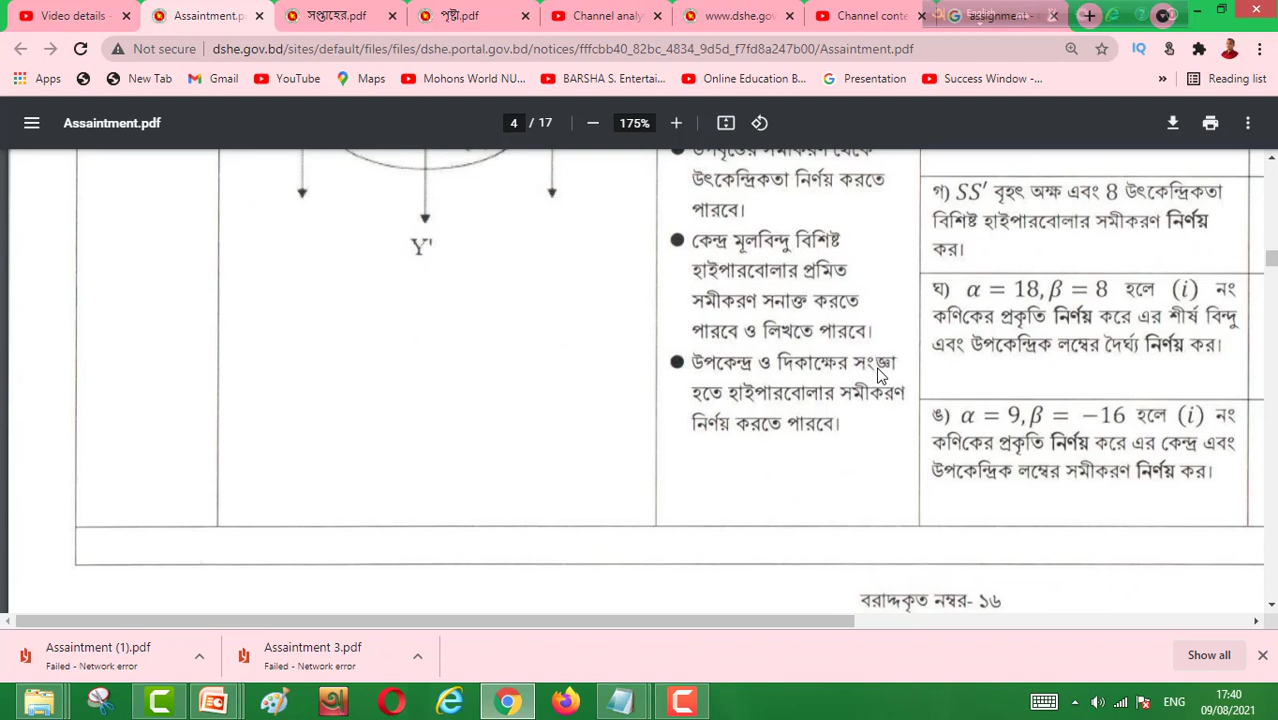 Video details -
Assaintment.p
সপ্তাহের.pdf
পৃষ্টা.pdf
Channel analy
www.dshe.gov
Channel conte
assignment -
English
Not secure
dshe.gov.bd/sites/default/files/files/dshe.portal.gov.bd/notices/fffcbb40_82bc_4834_9d5d_f7fd8a247b00/Assaintment.pdf
IQ
Apps
New Tab
Gmail
YouTube
Maps
Mohons World NU...
BARSHA S. Entertai...
Online Education B...
Presentation
Success Window -...
»
Reading list
Assaintment.pdf
4 / 17
175%
Y'
উপবৃত্তের সমীকরণ থেকে
উৎকেন্দ্রিকতা নির্ণয় করতে
পারবে।
● কেন্দ্র মূলবিন্দু বিশিষ্ট
হাইপারবোলার প্রমিত
সমীকরণ সনাক্ত করতে
পারবে ও লিখতে পারবে।
● উপকেন্দ্র ও দিকাক্ষের সংজ্ঞা
হতে হাইপারবোলার সমীকরণ
নির্ণয় করতে পারবে।
গ) SS′ বৃহৎ অক্ষ এবং 8 উৎকেন্দ্রিকতা
বিশিষ্ট হাইপারবোলার সমীকরণ নির্ণয়
কর।
ঘ) α = 18, β = 8 হলে (i) নং
কণিকের প্রকৃতি নির্ণয় করে এর শীর্ষ বিন্দু
এবং উপকেন্দ্রিক লম্বের দৈর্ঘ্য নির্ণয় কর।
ঙ) α = 9, β = −16 হলে (i) নং
কণিকের প্রকৃতি নির্ণয় করে এর কেন্দ্র এবং
উপকেন্দ্রিক লম্বের সমীকরণ নির্ণয় কর।
বরাদ্দকৃত নম্বর- ১৬
Assaintment (1).pdf
Failed - Network error
Assaintment 3.pdf
Failed - Network error
Show all
ENG
17:40
09/08/2021